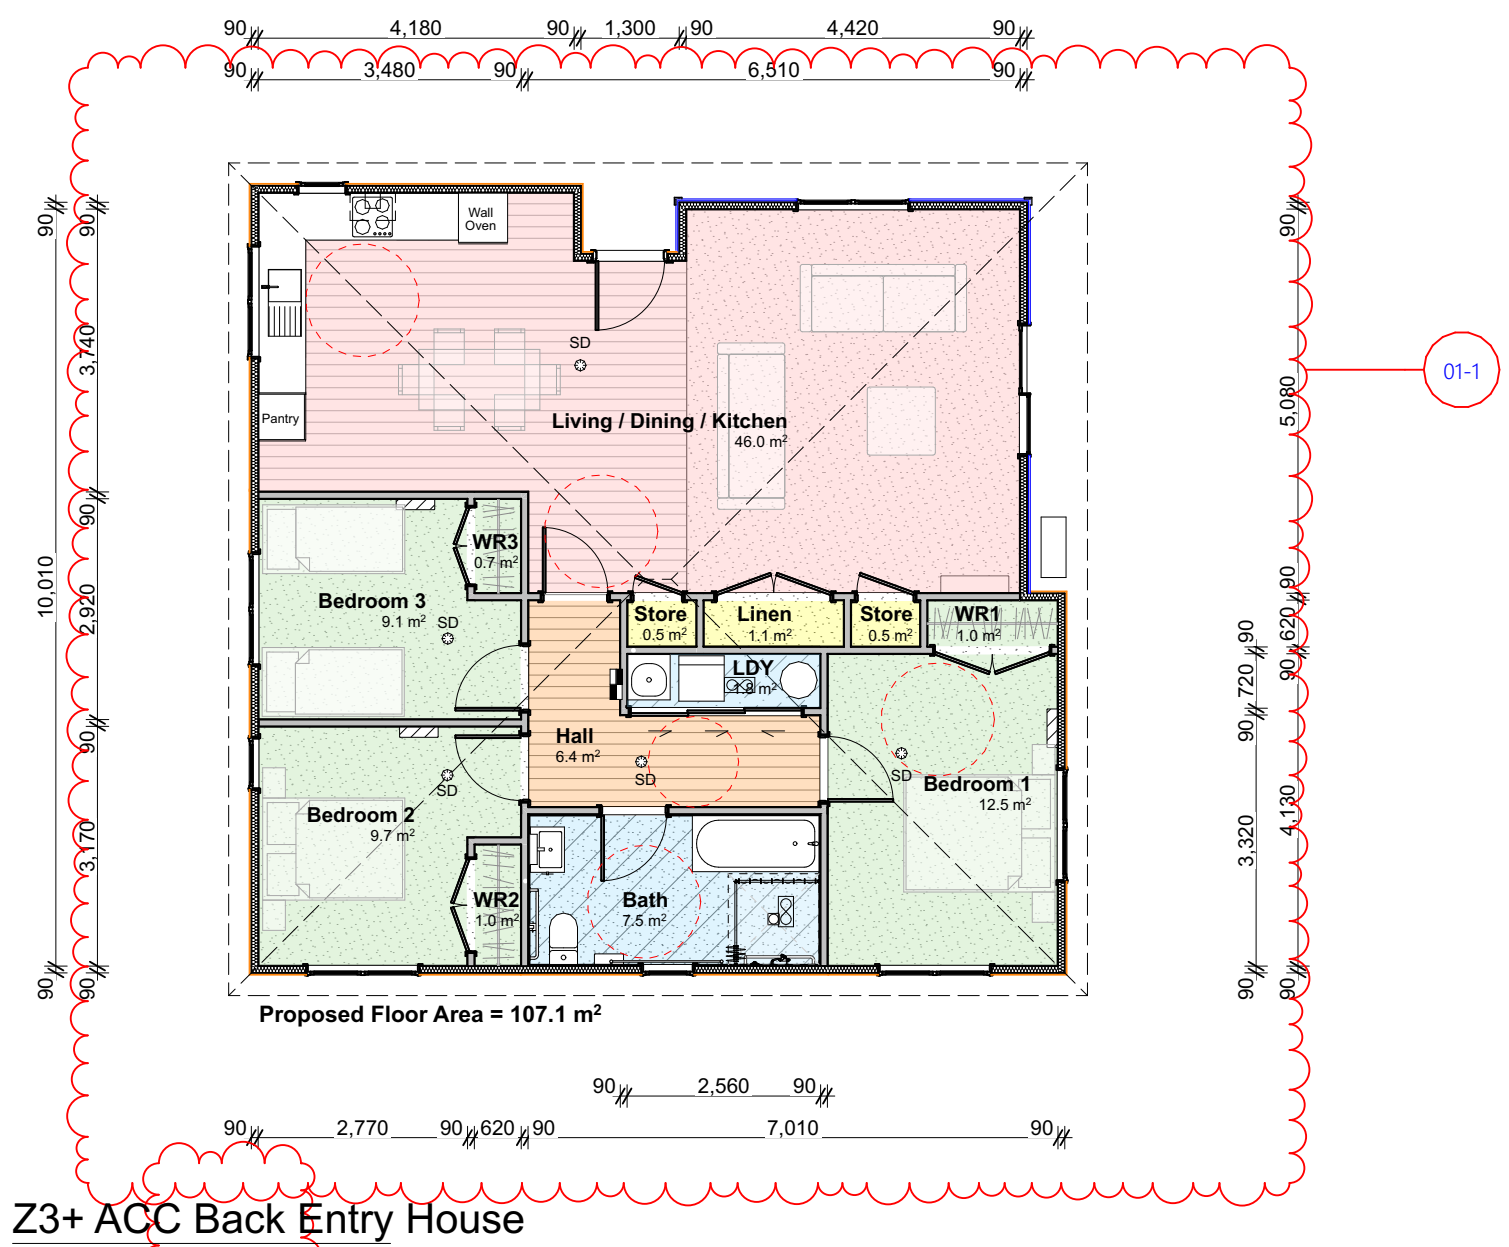 90 4,180 90 1,300 90 4,420 90
90 3,480 90 6,510 90
Wall
Oven
90 90 90
SD
01-1
3,740
5,080
Pantry
Living / Dining / Kitchen
46.0 m²
90
WR3
0.7 m²
10,010
2,920
90
Bedroom 3
9.1 m²
SD
Store
0.5 m²
Linen
1.1 m²
Store
0.5 m²
WR1
1.0 m²
90 620
LDY
1.8 m²
720 90
90
Hall
6.4 m²
90
SD
SD
SD
Bedroom 1
12.5 m²
Bedroom 2
9.7 m²
3,170
3,320
4,130
WR2
1.0 m²
Bath
7.5 m²
90 90 90 90
Proposed Floor Area = 107.1 m²
90 2,560 90
90 2,770 90 620 90 7,010 90
Z3+ ACC Back Entry House